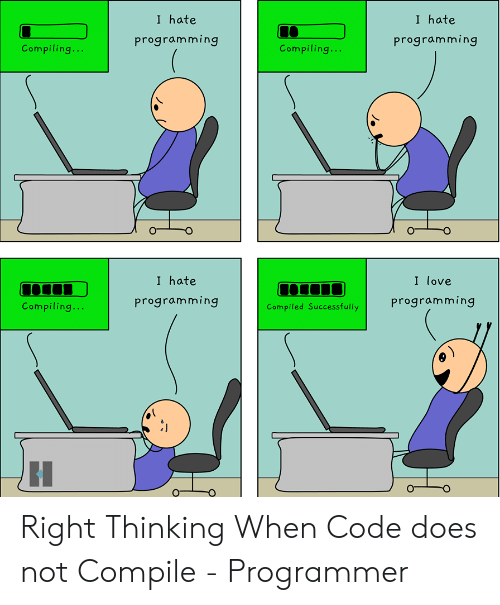 I hate
programming
Compiling...
I hate
programming
Compiling...
I hate
programming
Compiling...
I love
programming
Compiled Successfully
Right Thinking When Code does
not Compile - Programmer